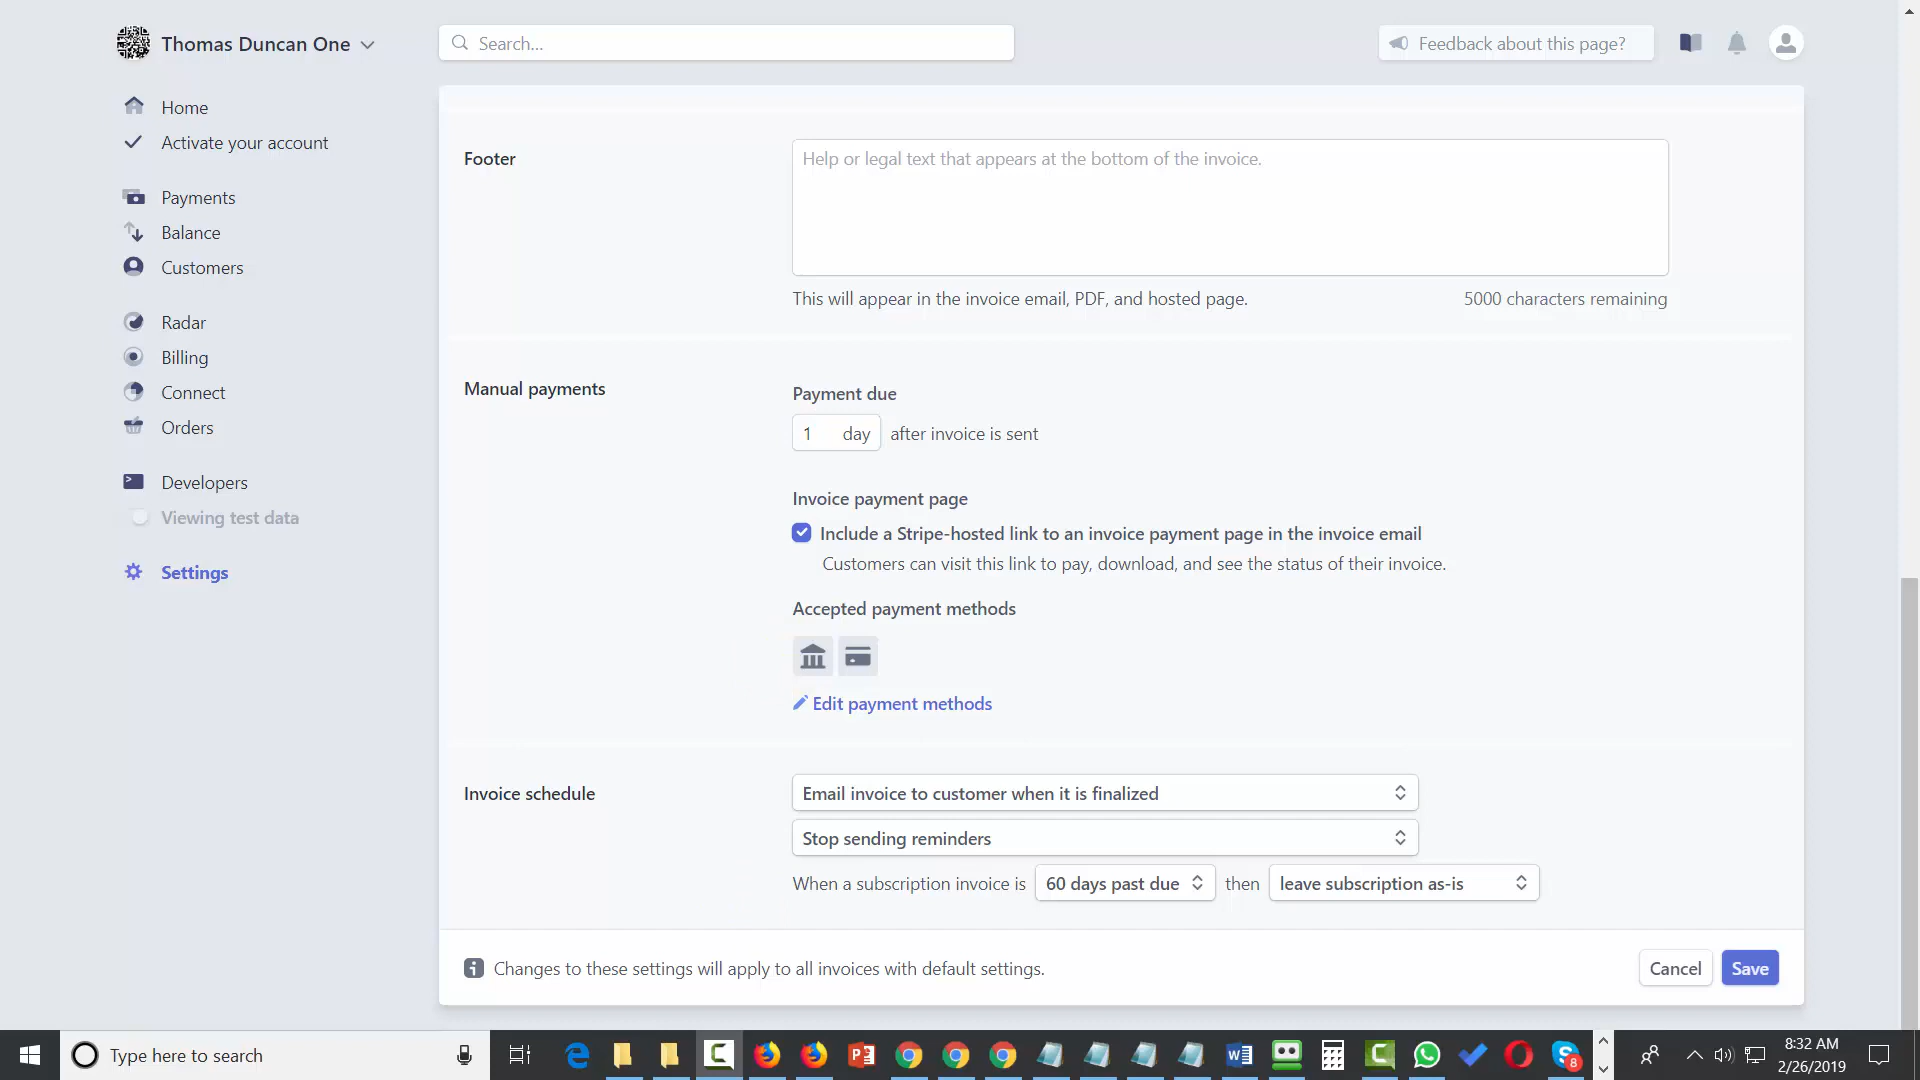 Thomas Duncan One
Search...
Feedback about this page?
Home
Activate your account
Payments
Balance
Customers
Radar
Billing
Connect
Orders
Developers
Viewing test data
Settings
Footer
Help or legal text that appears at the bottom of the invoice.
This will appear in the invoice email, PDF, and hosted page.
5000 characters remaining
Manual payments
Payment due
1 day after invoice is sent
Invoice payment page
Include a Stripe-hosted link to an invoice payment page in the invoice email
Customers can visit this link to pay, download, and see the status of their invoice.
Accepted payment methods
Edit payment methods
Invoice schedule
Email invoice to customer when it is finalized
Stop sending reminders
When a subscription invoice is 60 days past due then leave subscription as-is
Changes to these settings will apply to all invoices with default settings.
Cancel
Save
Type here to search
8
8:32 AM
2/26/2019